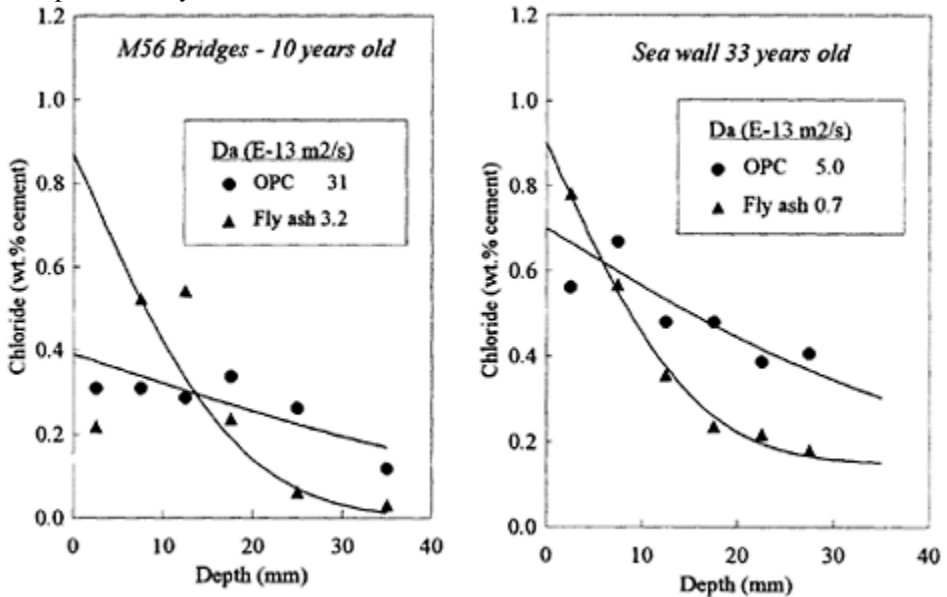 M56 Bridges - 10 years old
1.2
1.0
0.8
0.6
0.4
0.2
0.0
Chloride (wt.% cement)
Da (E-13 m2/s)
OPC 31
Fly ash 3.2
0 10 20 30 40
Depth (mm)
Sea wall 33 years old
1.2
1.0
0.8
0.6
0.4
0.2
0.0
Chloride (wt.% cement)
Da (E-13 m2/s)
OPC 5.0
Fly ash 0.7
0 10 20 30 40
Depth (mm)